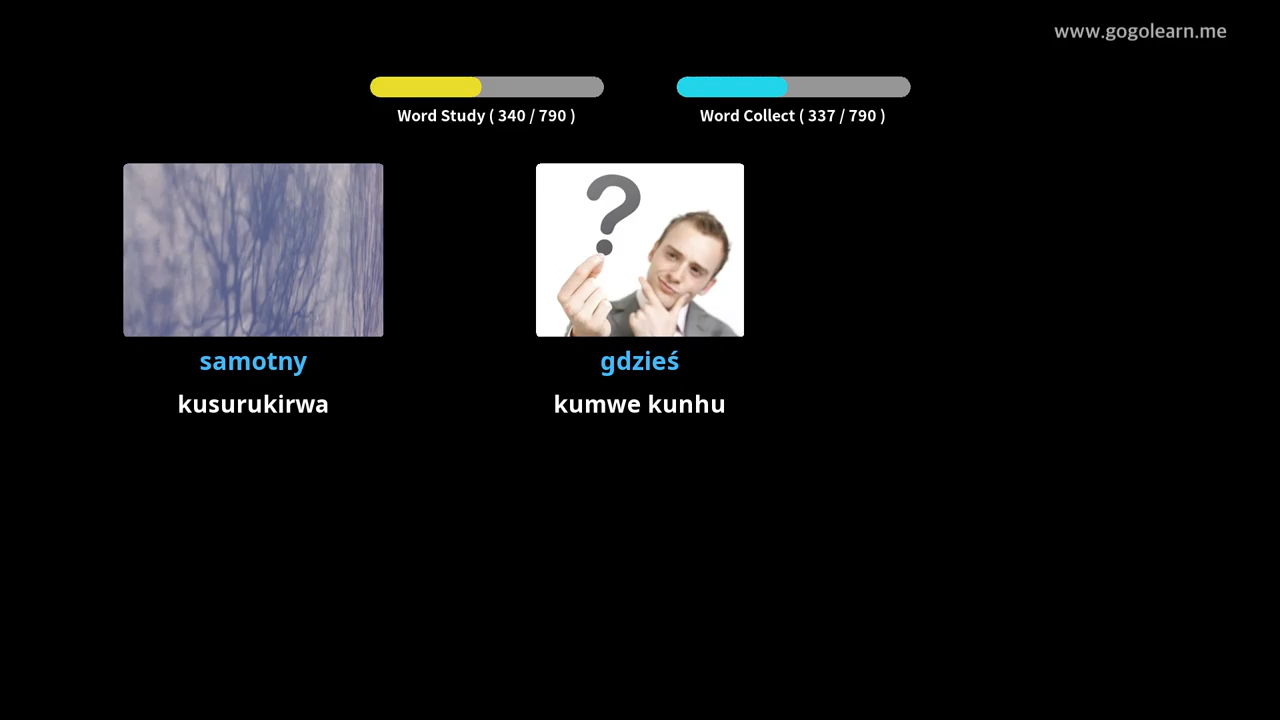 www.gogolearn.me
Word Study ( 340 / 790 )
Word Collect ( 337 / 790 )
samotny
gdzieś
kusurukirwa
kumwe kunhu